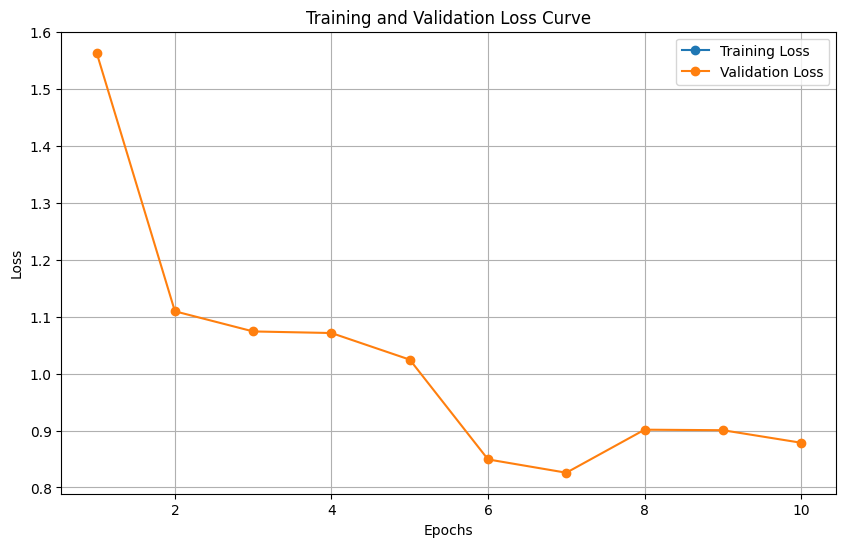 Training and Validation Loss Curve
Training Loss
Validation Loss
1.6
1.5
1.4
1.3
1.2
1.1
1.0
0.9
0.8
Loss
2 4 6 8 10
Epochs